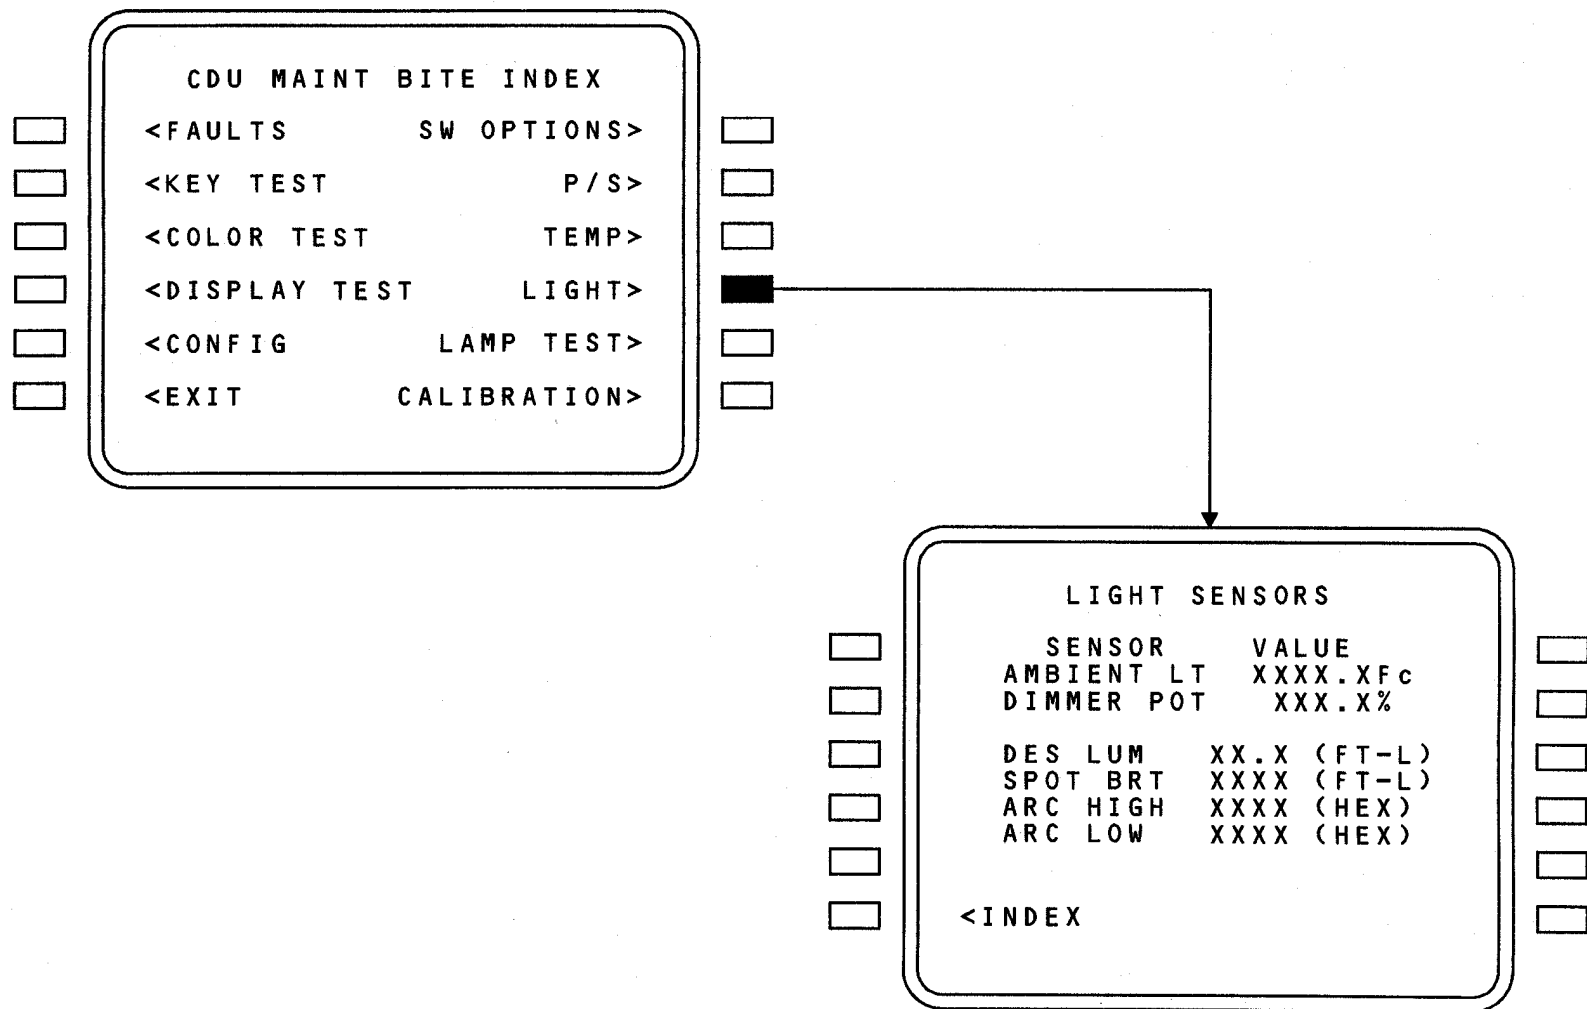 CDU MAINT BITE INDEX
<FAULTS SW OPTIONS>
<KEY TEST P/S>
<COLOR TEST TEMP>
<DISPLAY TEST LIGHT>
<CONFIG LAMP TEST>
<EXIT CALIBRATION>
LIGHT SENSORS
SENSOR VALUE
AMBIENT LT XXXX.XFc
DIMMER POT XXX.X%
DES LUM XX.X (FT-L)
SPOT BRT XXXX (FT-L)
ARC HIGH XXXX (HEX)
ARC LOW XXXX (HEX)
<INDEX